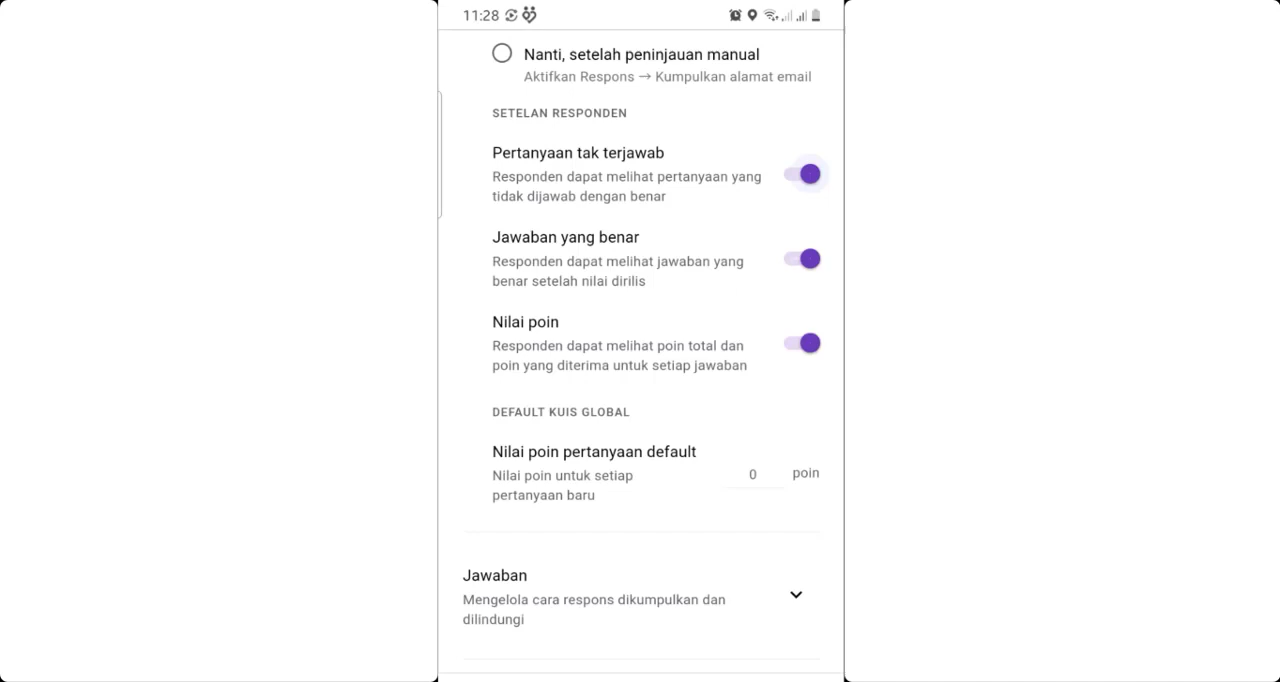 11:28
Nanti, setelah peninjauan manual
Aktifkan Respons → Kumpulkan alamat email
SETELAN RESPONDEN
Pertanyaan tak terjawab
Responden dapat melihat pertanyaan yang
tidak dijawab dengan benar
Jawaban yang benar
Responden dapat melihat jawaban yang
benar setelah nilai dirilis
Nilai poin
Responden dapat melihat poin total dan
poin yang diterima untuk setiap jawaban
DEFAULT KUIS GLOBAL
Nilai poin pertanyaan default
Nilai poin untuk setiap
pertanyaan baru
0 poin
Jawaban
Mengelola cara respons dikumpulkan dan
dilindungi